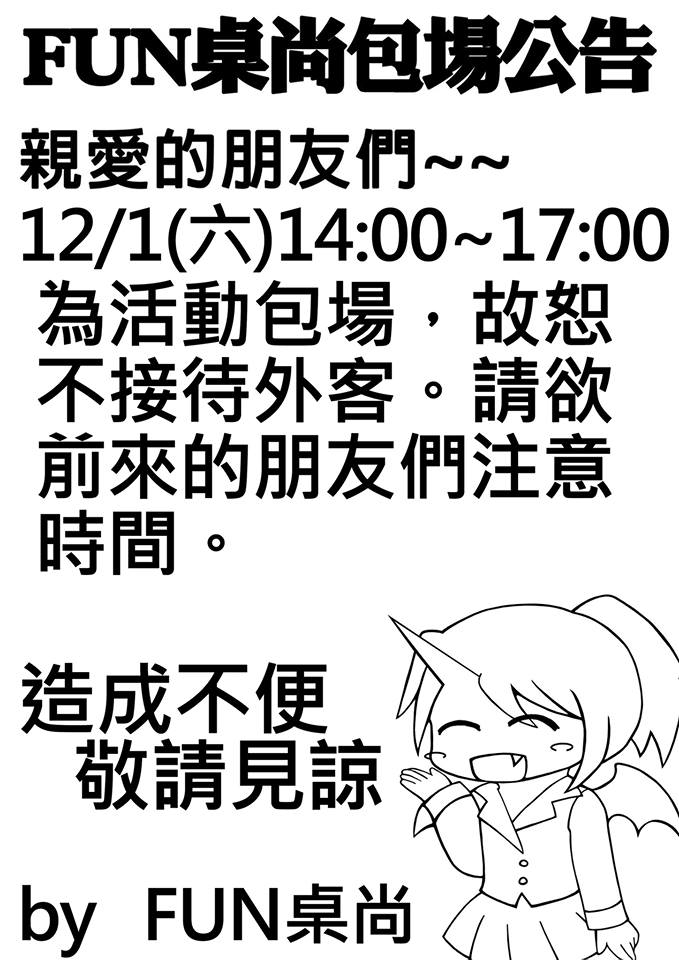 FUN桌尚包場公告
親愛的朋友們~~
12/1(六)14:00~17:00
為活動包場，故恕
不接待外客。請欲
前來的朋友們注意
時間。
造成不便
敬請見諒
by FUN桌尚